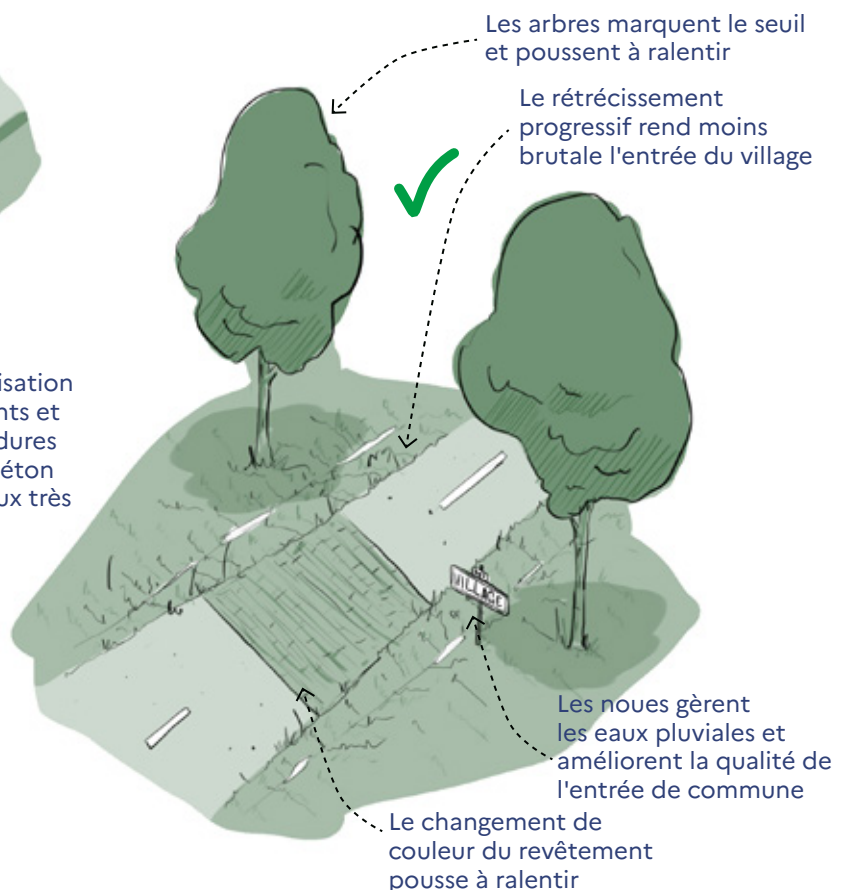 Les arbres marquent le seuil
et poussent à ralentir
Le rétrécissement
progressif rend moins
brutale l'entrée du village
isation
nts et
dures
éton
ux très
VILLAGE
Les noues gèrent
les eaux pluviales et
améliorent la qualité de
l'entrée de commune
Le changement de
couleur du revêtement
pousse à ralentir